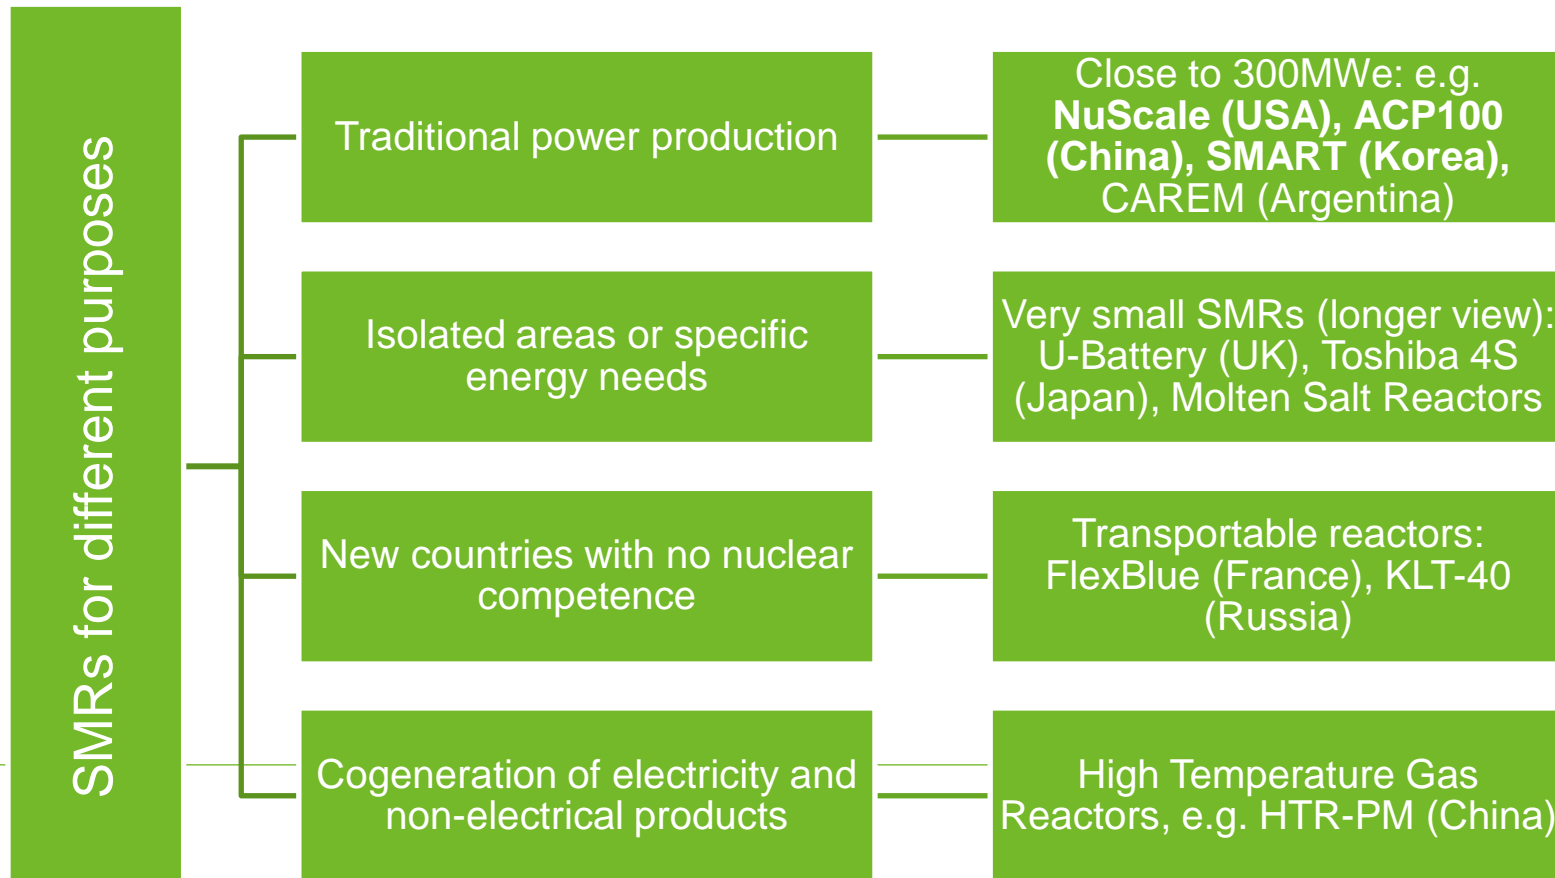 SMRs for different purposes
Traditional power production
Close to 300MWe: e.g.
NuScale (USA), ACP100
(China), SMART (Korea),
CAREM (Argentina)
Isolated areas or specific
energy needs
Very small SMRs (longer view):
U-Battery (UK), Toshiba 4S
(Japan), Molten Salt Reactors
New countries with no nuclear
competence
Transportable reactors:
FlexBlue (France), KLT-40
(Russia)
Cogeneration of electricity and
non-electrical products
High Temperature Gas
Reactors, e.g. HTR-PM (China)